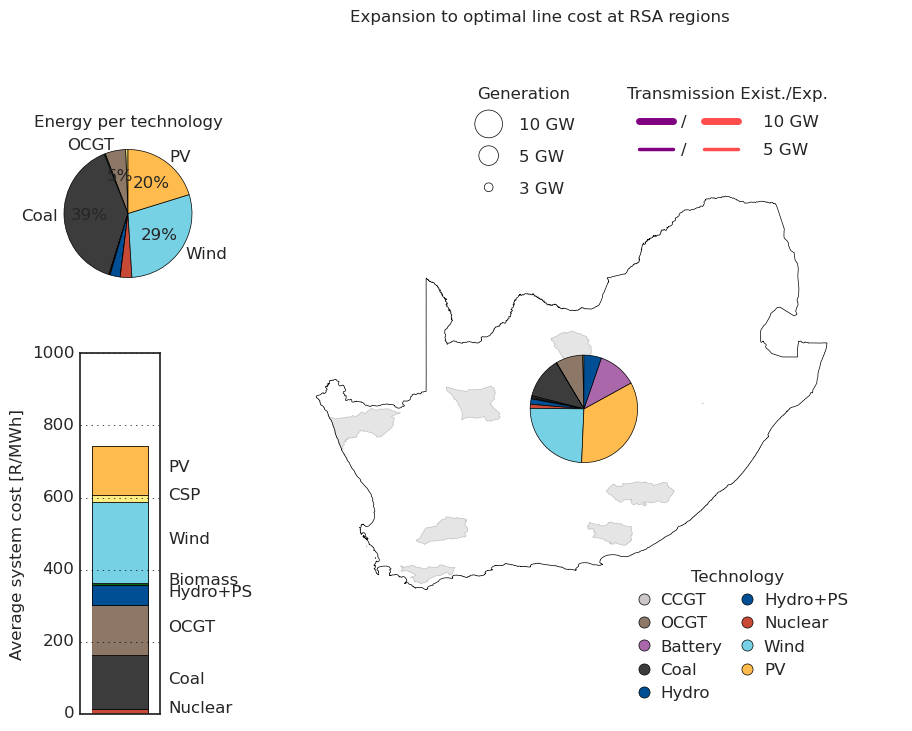 Expansion to optimal line cost at RSA regions
Generation
10 GW
5 GW
3 GW
Transmission Exist./Exp.
/ 10 GW
/ 5 GW
Energy per technology
OCGT
PV
5%
20%
Coal
39%
29%
Wind
Average system cost [R/MWh]
1000
800
600
400
200
0
PV
CSP
Wind
Biomass
Hydro+PS
OCGT
Coal
Nuclear
Technology
CCGT
OCGT
Battery
Coal
Hydro
Hydro+PS
Nuclear
Wind
PV